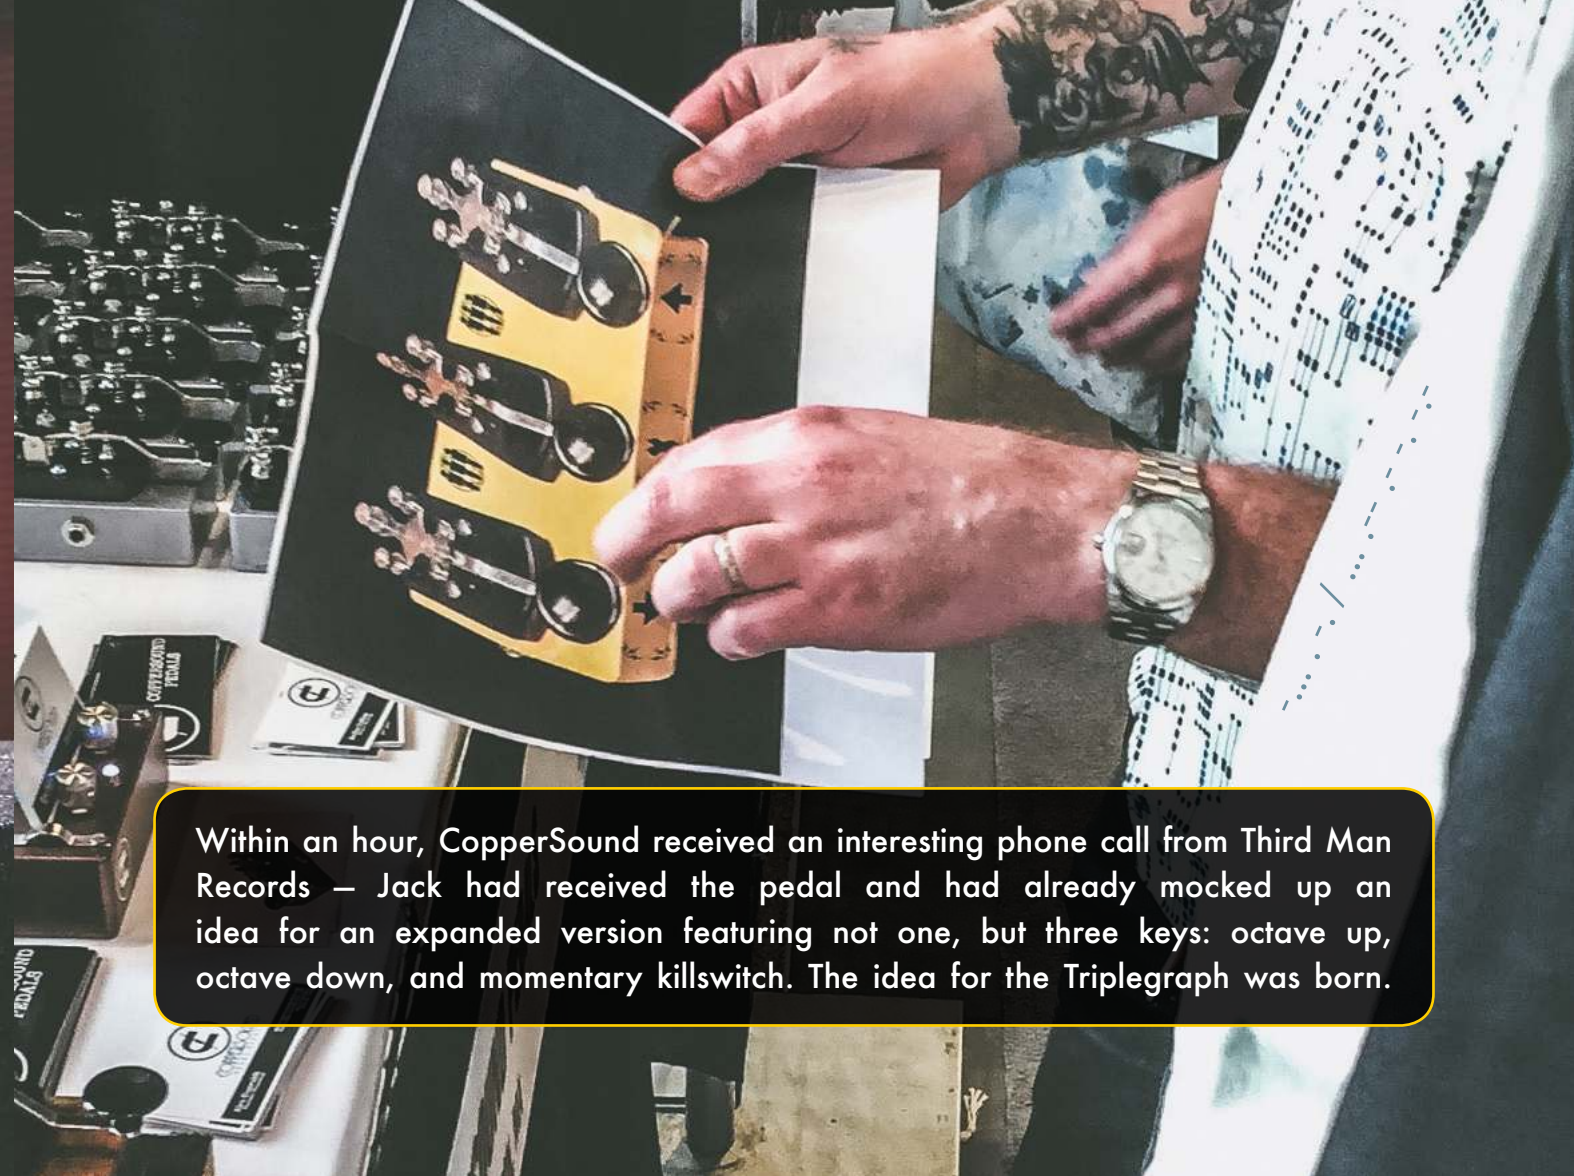 COPPERSOUND
PEDALS
Within an hour, CopperSound received an interesting phone call from Third Man
Records — Jack had received the pedal and had already mocked up an
idea for an expanded version featuring not one, but three keys: octave up,
octave down, and momentary killswitch. The idea for the Triplegraph was born.
PEDALS